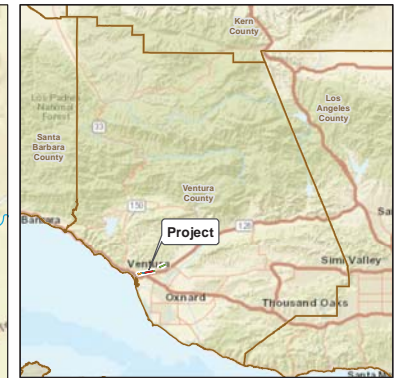 Kern
County
Los Padres
National
Forest
Los
Angeles
County
33
Santa
Barbara
County
Ventura
County
150
126
Barbara
Project
Ventura
Simi Valley
Oxnard
Thousand Oaks